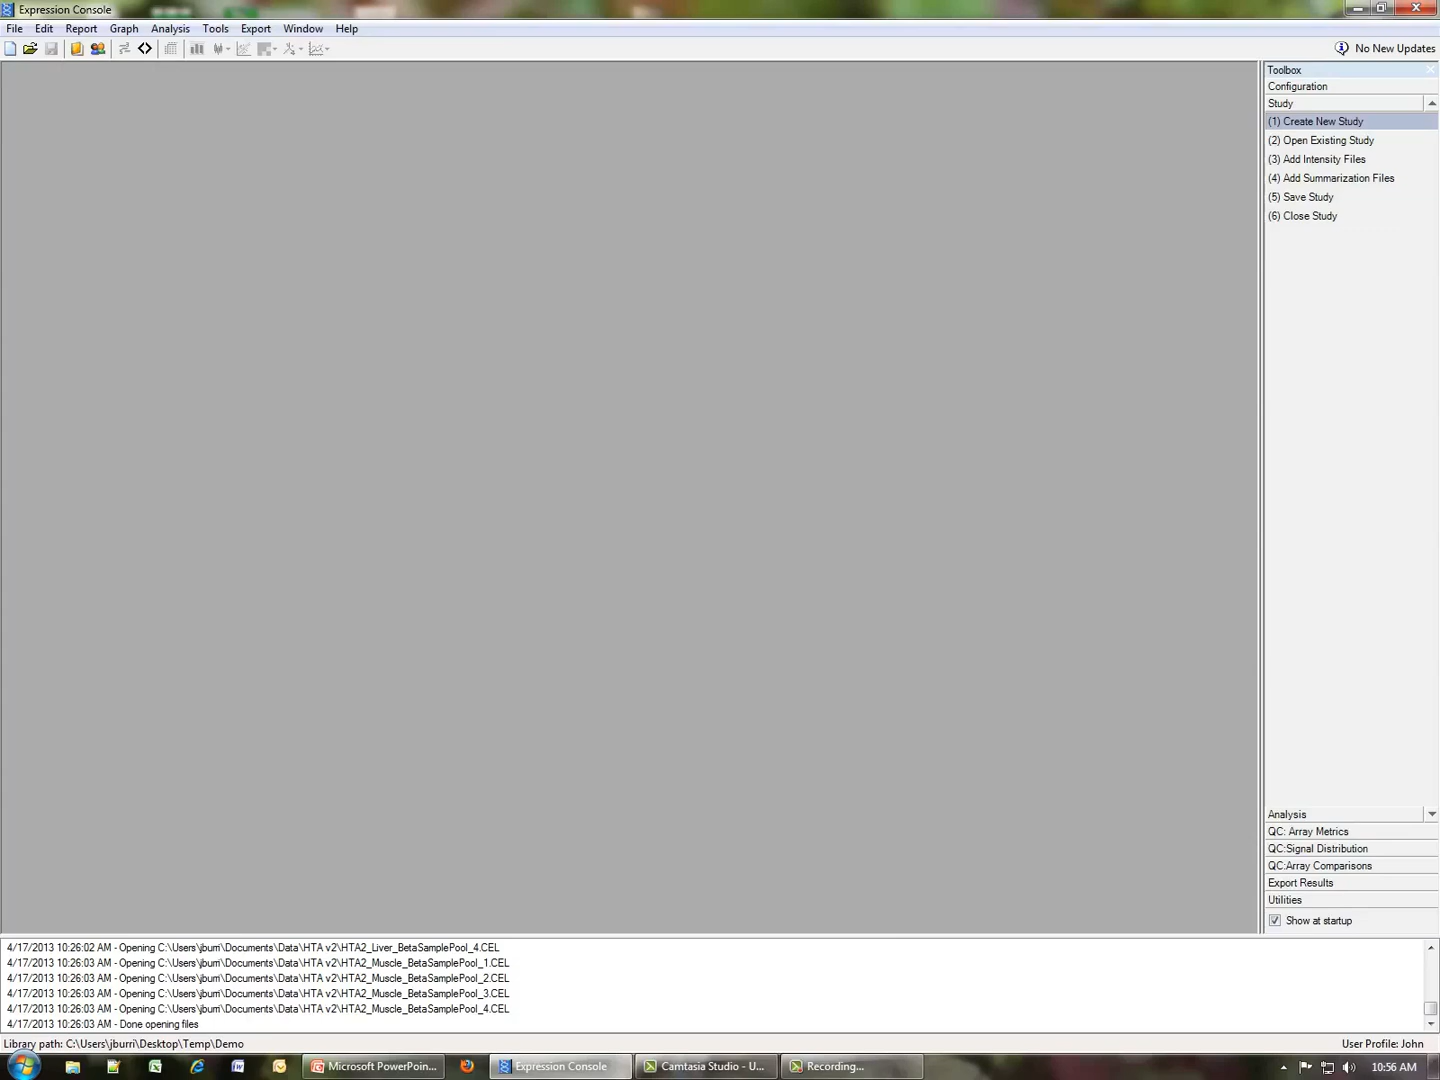 Expression Console
File Edit Report Graph Analysis Tools Export Window Help
No New Updates
Toolbox
Configuration
Study
(1) Create New Study
(2) Open Existing Study
(3) Add Intensity Files
(4) Add Summarization Files
(5) Save Study
(6) Close Study
Analysis
QC: Array Metrics
QC:Signal Distribution
QC:Array Comparisons
Export Results
Utilities
Show at startup
4/17/2013 10:26:02 AM - Opening C:\Users\jburri\Documents\Data\HTA v2\HTA2_Liver_BetaSamplePool_4.CEL
4/17/2013 10:26:03 AM - Opening C:\Users\jburri\Documents\Data\HTA v2\HTA2_Muscle_BetaSamplePool_1.CEL
4/17/2013 10:26:03 AM - Opening C:\Users\jburri\Documents\Data\HTA v2\HTA2_Muscle_BetaSamplePool_2.CEL
4/17/2013 10:26:03 AM - Opening C:\Users\jburri\Documents\Data\HTA v2\HTA2_Muscle_BetaSamplePool_3.CEL
4/17/2013 10:26:03 AM - Opening C:\Users\jburri\Documents\Data\HTA v2\HTA2_Muscle_BetaSamplePool_4.CEL
4/17/2013 10:26:03 AM - Done opening files
Library path: C:\Users\jburri\Desktop\Temp\Demo User Profile: John
Microsoft PowerPoin... Expression Console Camtasia Studio - U... Recording... 10:56 AM